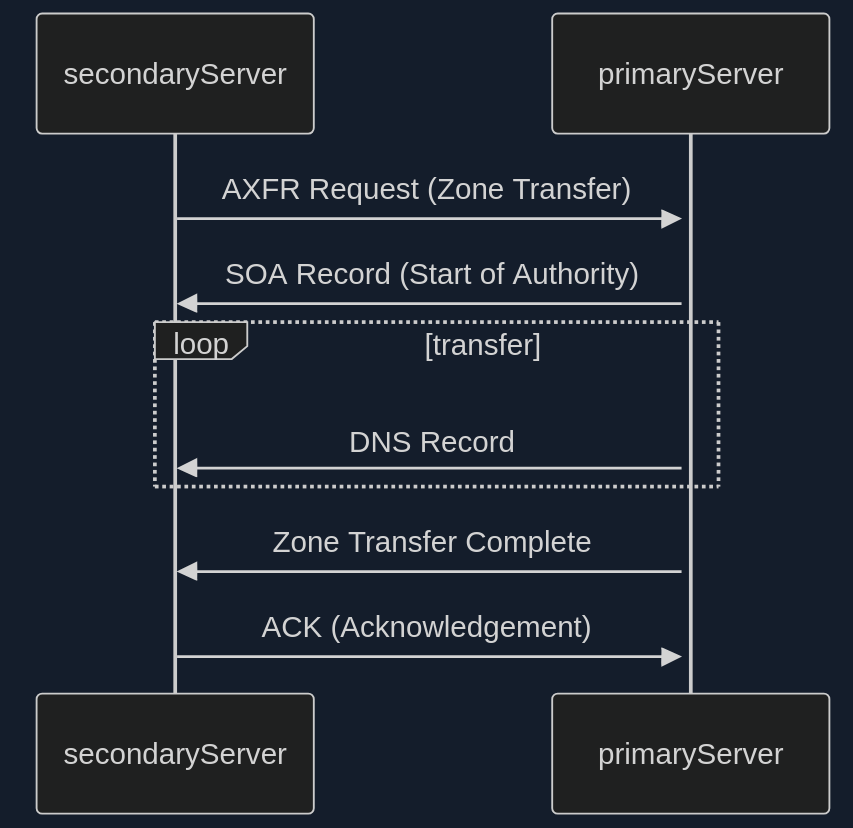 secondaryServer
primaryServer
AXFR Request (Zone Transfer)
SOA Record (Start of Authority)
loop
[transfer]
DNS Record
Zone Transfer Complete
ACK (Acknowledgement)
secondaryServer
primaryServer